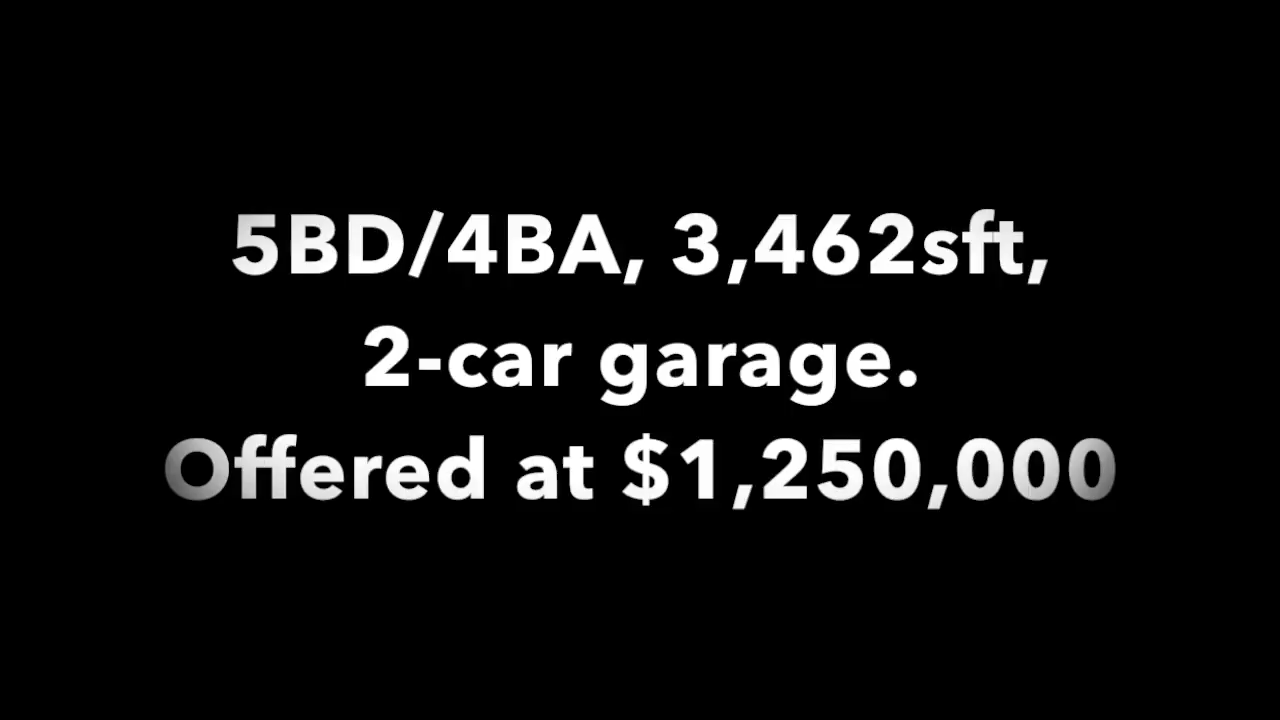 5BD/4BA, 3,462sft,
2-car garage.
Offered at $1,250,000